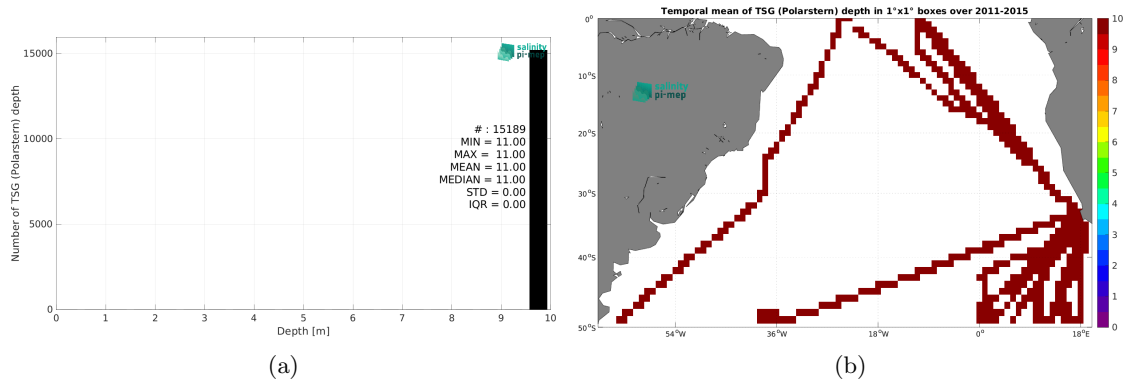 15000
10000
5000
0
Number of TSG (Polarstern) depth
salinity
pi-mep
# : 15189
MIN = 11.00
MAX = 11.00
MEAN = 11.00
MEDIAN = 11.00
STD = 0.00
IQR = 0.00
0 1 2 3 4 5 6 7 8 9 10
Depth [m]
(a)
Temporal mean of TSG (Polarstern) depth in 1°x1° boxes over 2011-2015
0°
10°S
20°S
30°S
40°S
50°S
salinity
pi-mep
54°W 36°W 18°W 0° 18°E
10
9
8
7
6
5
4
3
2
1
0
(b)